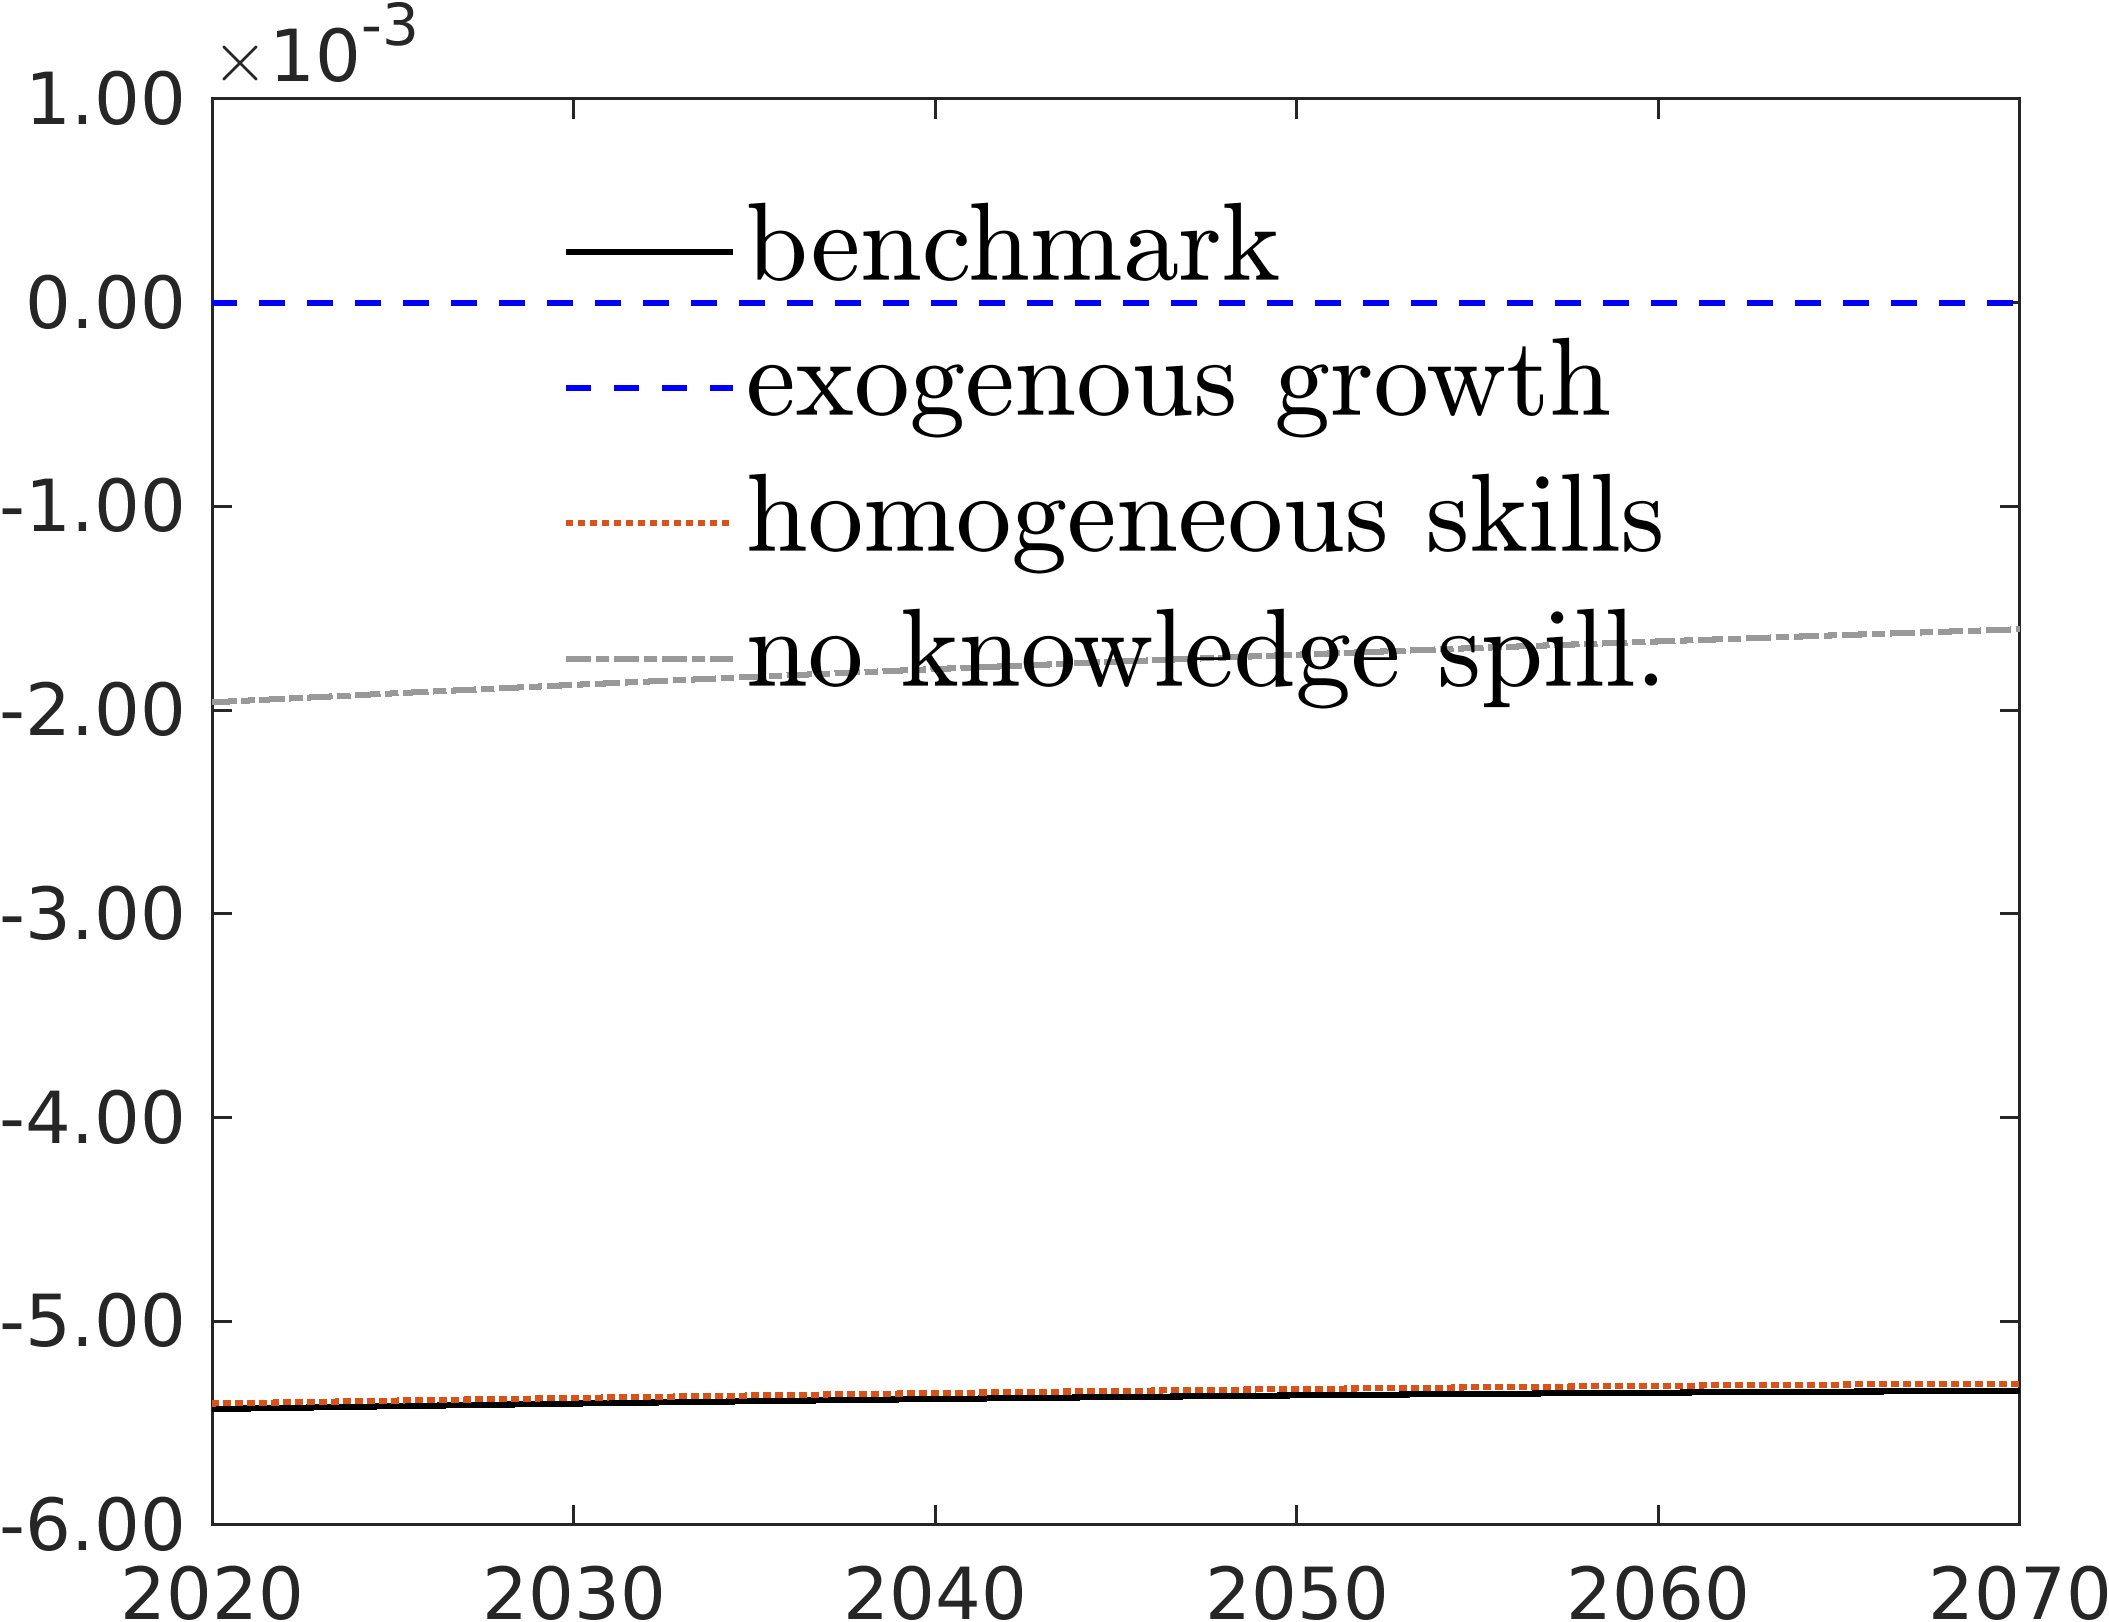 ×10-3
1.00
0.00
-1.00
-2.00
-3.00
-4.00
-5.00
-6.00
benchmark
exogenous growth
homogeneous skills
no knowledge spill.
2020 2030 2040 2050 2060 2070